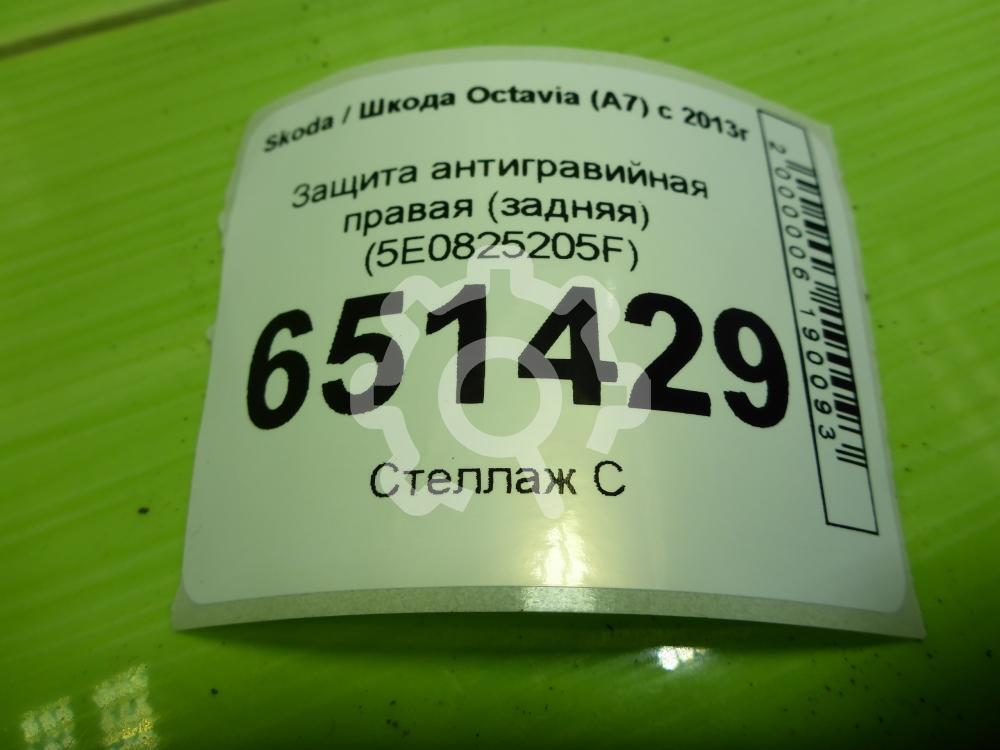 Skoda / Шкода Octavia (A7) с 2013г
Защита антигравийная
правая (задняя)
(5E0825205F)
651429
Стеллаж С
2000006190093